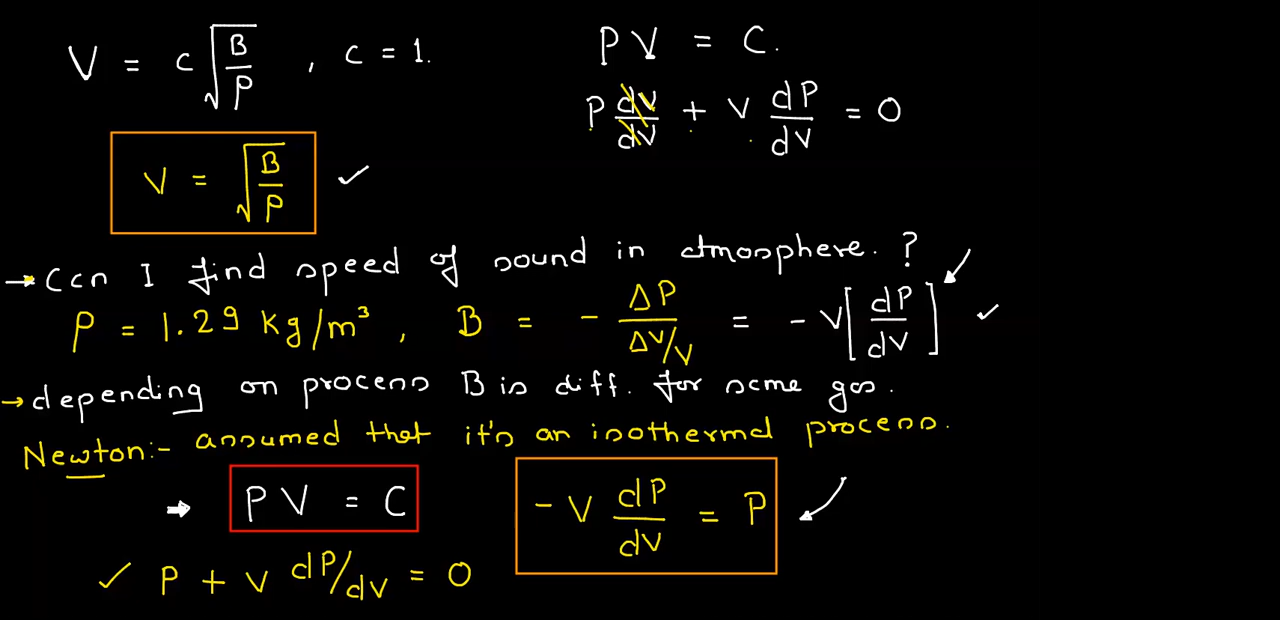 V = c √(B/ρ) , c = 1.
PV = C.
P dV/dV + V dP/dV = 0
V = √(B/ρ) ✓
→ Can I find speed of sound in atmosphere. ?
ρ = 1.29 kg/m³ , B = - ΔP/(ΔV/V) = - V[dP/dV] ✓
→ depending on process B is diff. for same gas.
Newton:- assumed that it's an isothermal process.
→ PV = C
- V dP/dV = P
✓ P + V dP/dV = 0